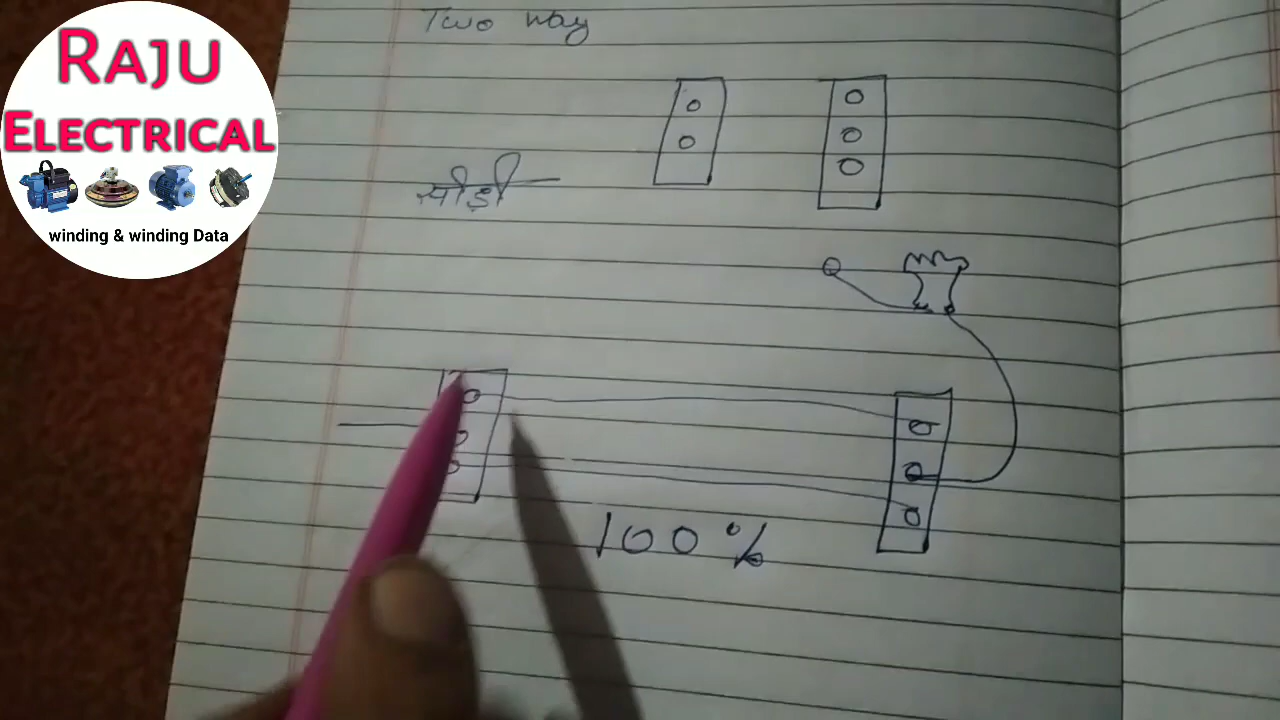 RAJU
ELECTRICAL
winding & winding Data
Two way
सीडी
100%